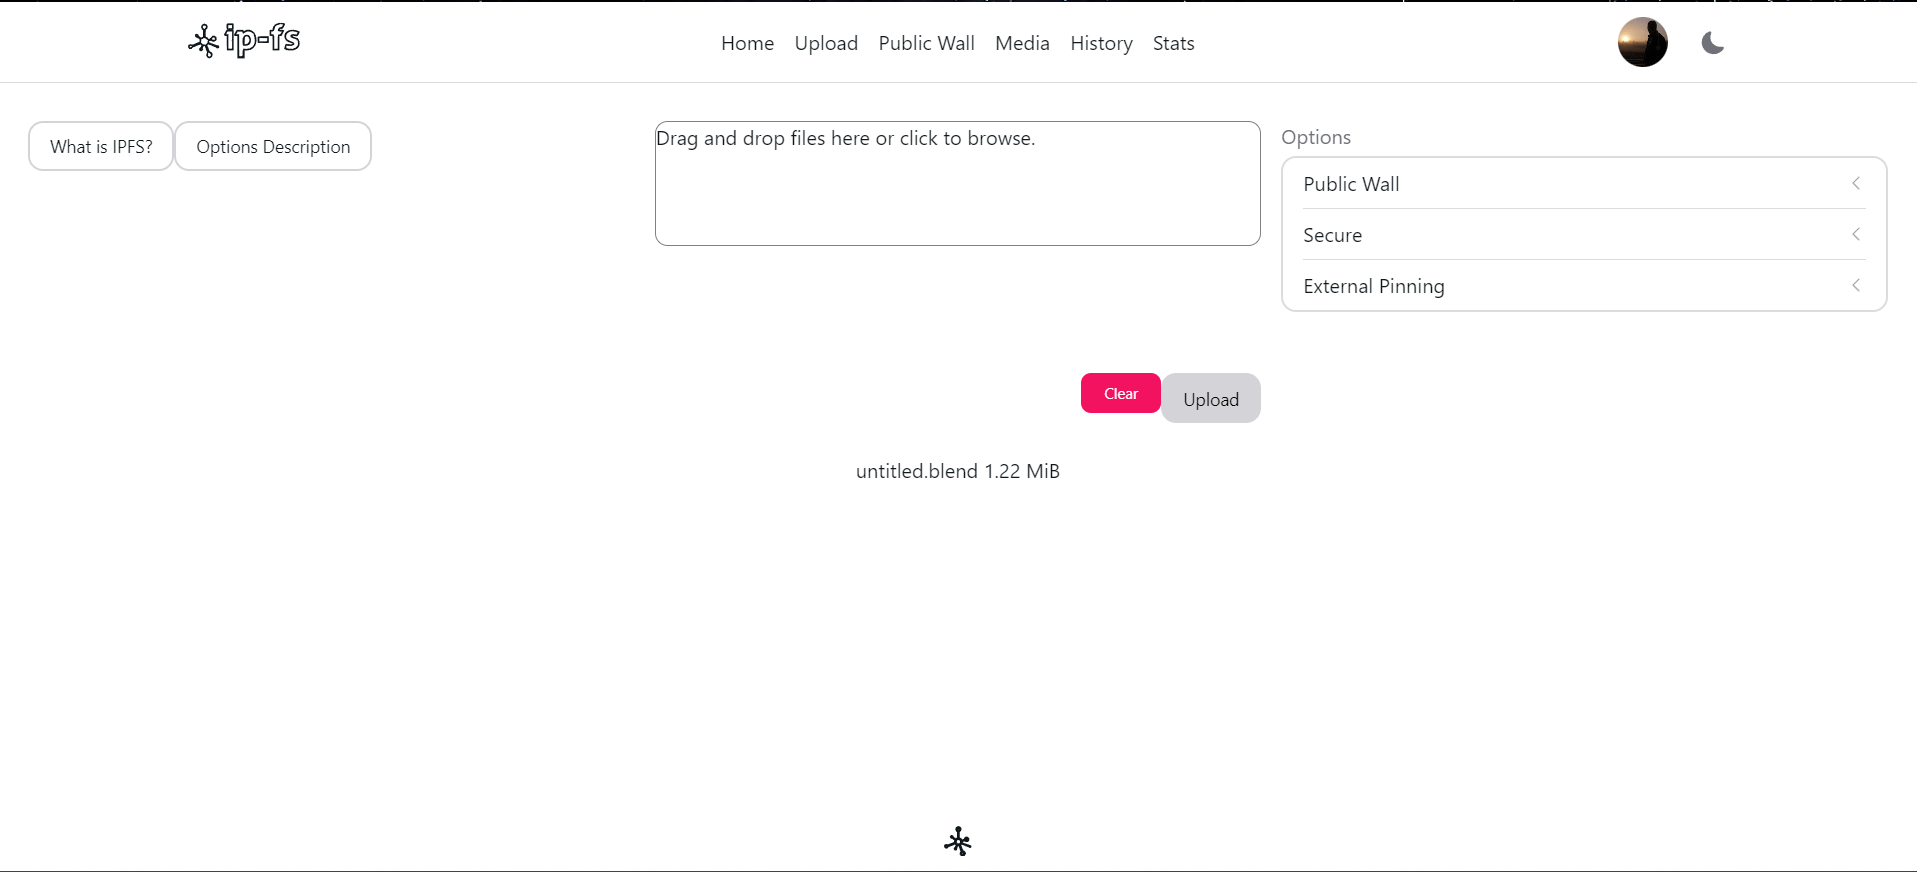 ip-fs
Home Upload Public Wall Media History Stats
What is IPFS? Options Description
Drag and drop files here or click to browse.
Options
Public Wall
Secure
External Pinning
Clear Upload
untitled.blend 1.22 MiB